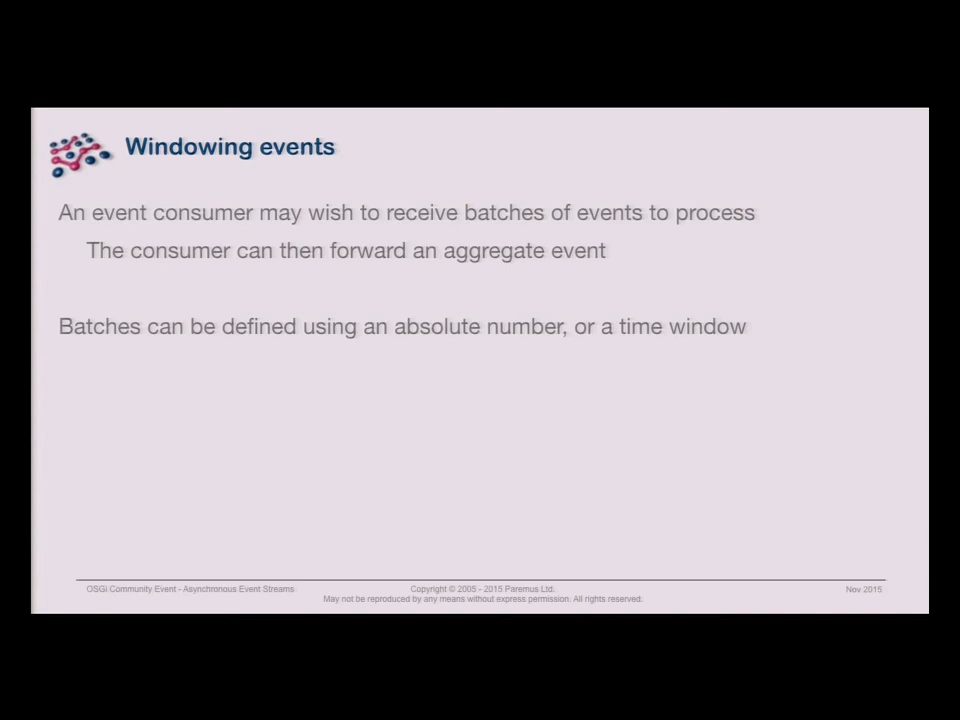 Windowing events
An event consumer may wish to receive batches of events to process
The consumer can then forward an aggregate event
Batches can be defined using an absolute number, or a time window
OSGi Community Event - Asynchronous Event Streams
Copyright © 2005 - 2015 Paremus Ltd.
May not be reproduced by any means without express permission. All rights reserved.
Nov 2015